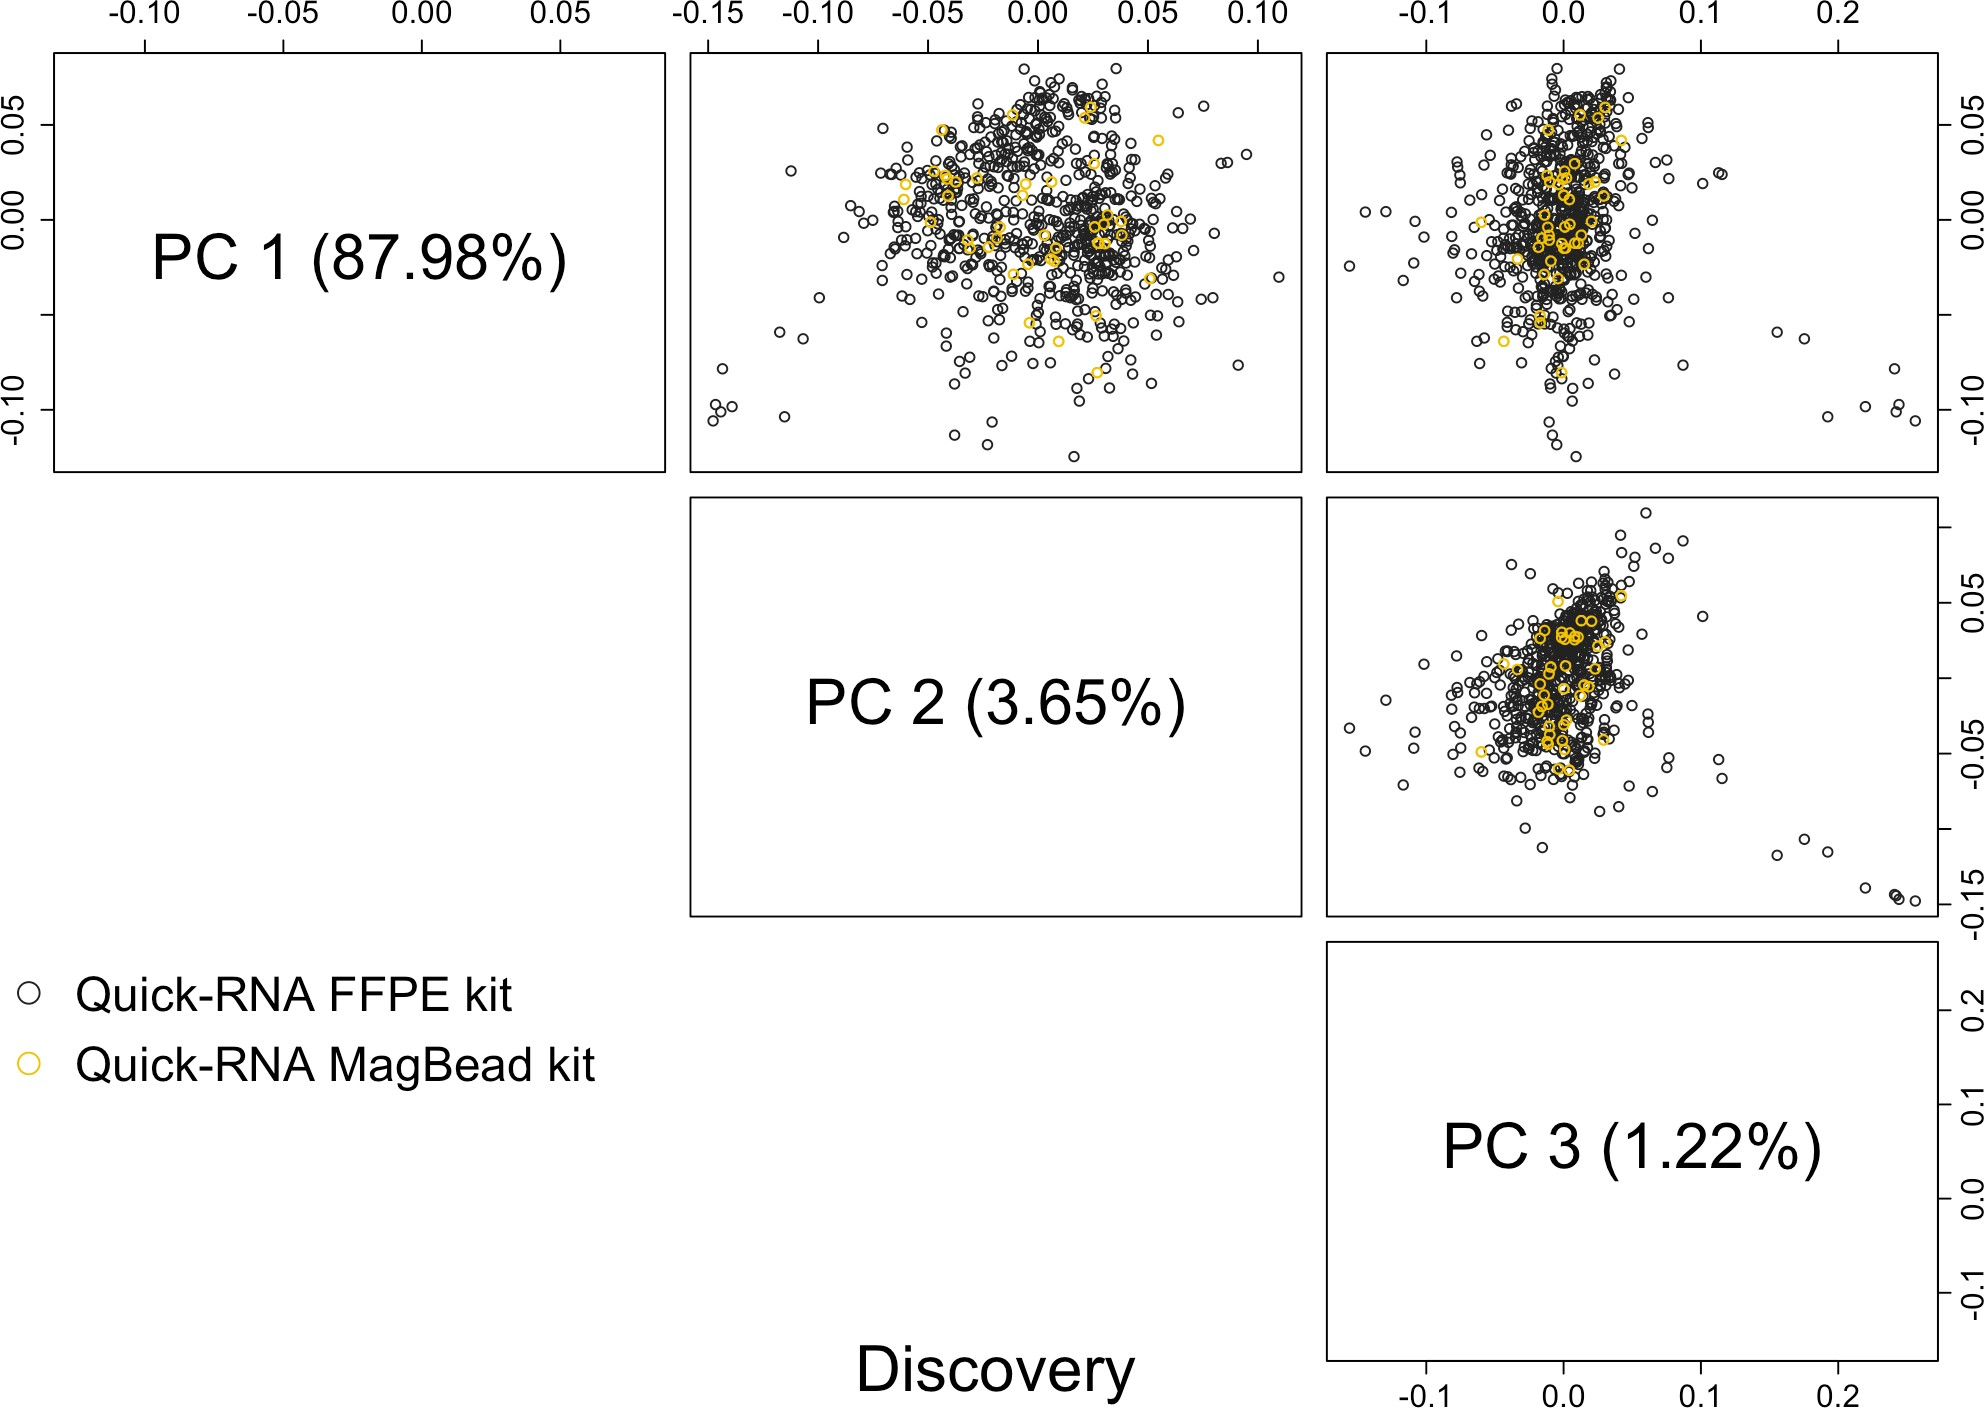 -0.10 -0.05 0.00 0.05
-0.15 -0.10 -0.05 0.00 0.05 0.10
-0.1 0.0 0.1 0.2
0.05
0.00
-0.10
PC 1 (87.98%)
0.05
0.00
-0.10
PC 2 (3.65%)
0.05
-0.05
-0.15
Quick-RNA FFPE kit
Quick-RNA MagBead kit
PC 3 (1.22%)
0.2
0.1
0.0
-0.1
Discovery
-0.1 0.0 0.1 0.2